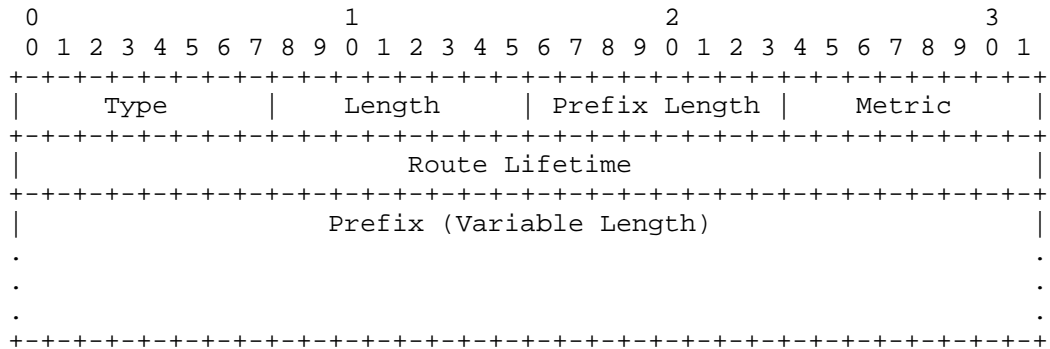 0                   1                   2                   3
 0 1 2 3 4 5 6 7 8 9 0 1 2 3 4 5 6 7 8 9 0 1 2 3 4 5 6 7 8 9 0 1
+-+-+-+-+-+-+-+-+-+-+-+-+-+-+-+-+-+-+-+-+-+-+-+-+-+-+-+-+-+-+-+-+
|     Type      |    Length     | Prefix Length |    Metric     |
+-+-+-+-+-+-+-+-+-+-+-+-+-+-+-+-+-+-+-+-+-+-+-+-+-+-+-+-+-+-+-+-+
|                        Route Lifetime                         |
+-+-+-+-+-+-+-+-+-+-+-+-+-+-+-+-+-+-+-+-+-+-+-+-+-+-+-+-+-+-+-+-+
|                   Prefix (Variable Length)                    |
.                                                               .
.                                                               .
.                                                               .
+-+-+-+-+-+-+-+-+-+-+-+-+-+-+-+-+-+-+-+-+-+-+-+-+-+-+-+-+-+-+-+-+